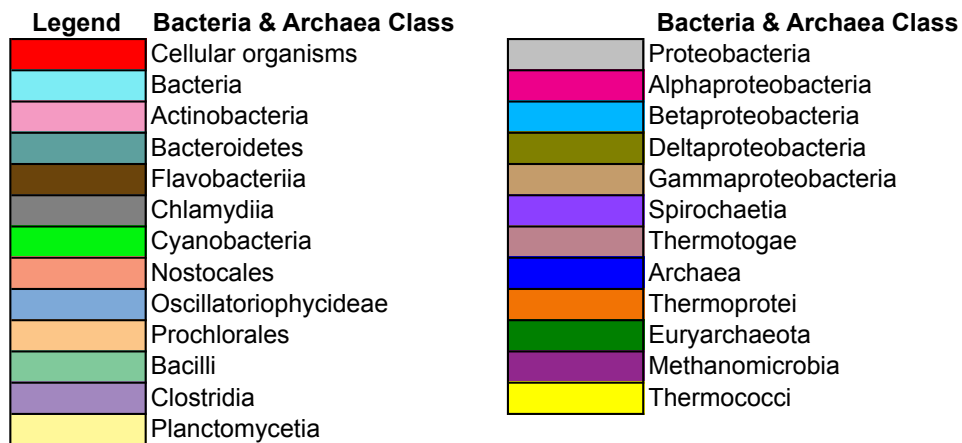 Legend Bacteria & Archaea Class
Cellular organisms
Bacteria
Actinobacteria
Bacteroidetes
Flavobacteriia
Chlamydiia
Cyanobacteria
Nostocales
Oscillatoriophycideae
Prochlorales
Bacilli
Clostridia
Planctomycetia
Bacteria & Archaea Class
Proteobacteria
Alphaproteobacteria
Betaproteobacteria
Deltaproteobacteria
Gammaproteobacteria
Spirochaetia
Thermotogae
Archaea
Thermoprotei
Euryarchaeota
Methanomicrobia
Thermococci